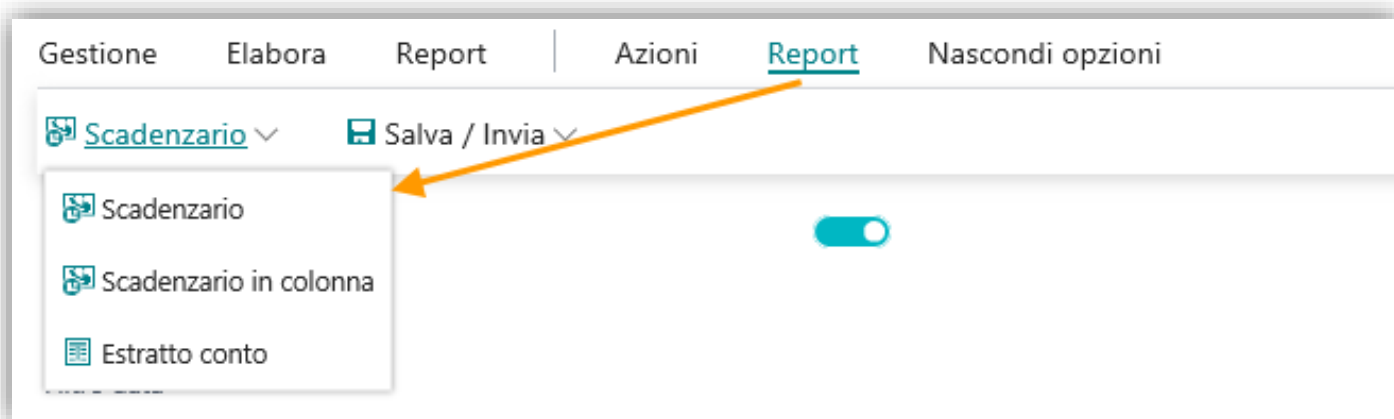 Gestione Elabora Report Azioni Report Nascondi opzioni
Scadenzario Salva / Invia
Scadenzario
Scadenzario in colonna
Estratto conto